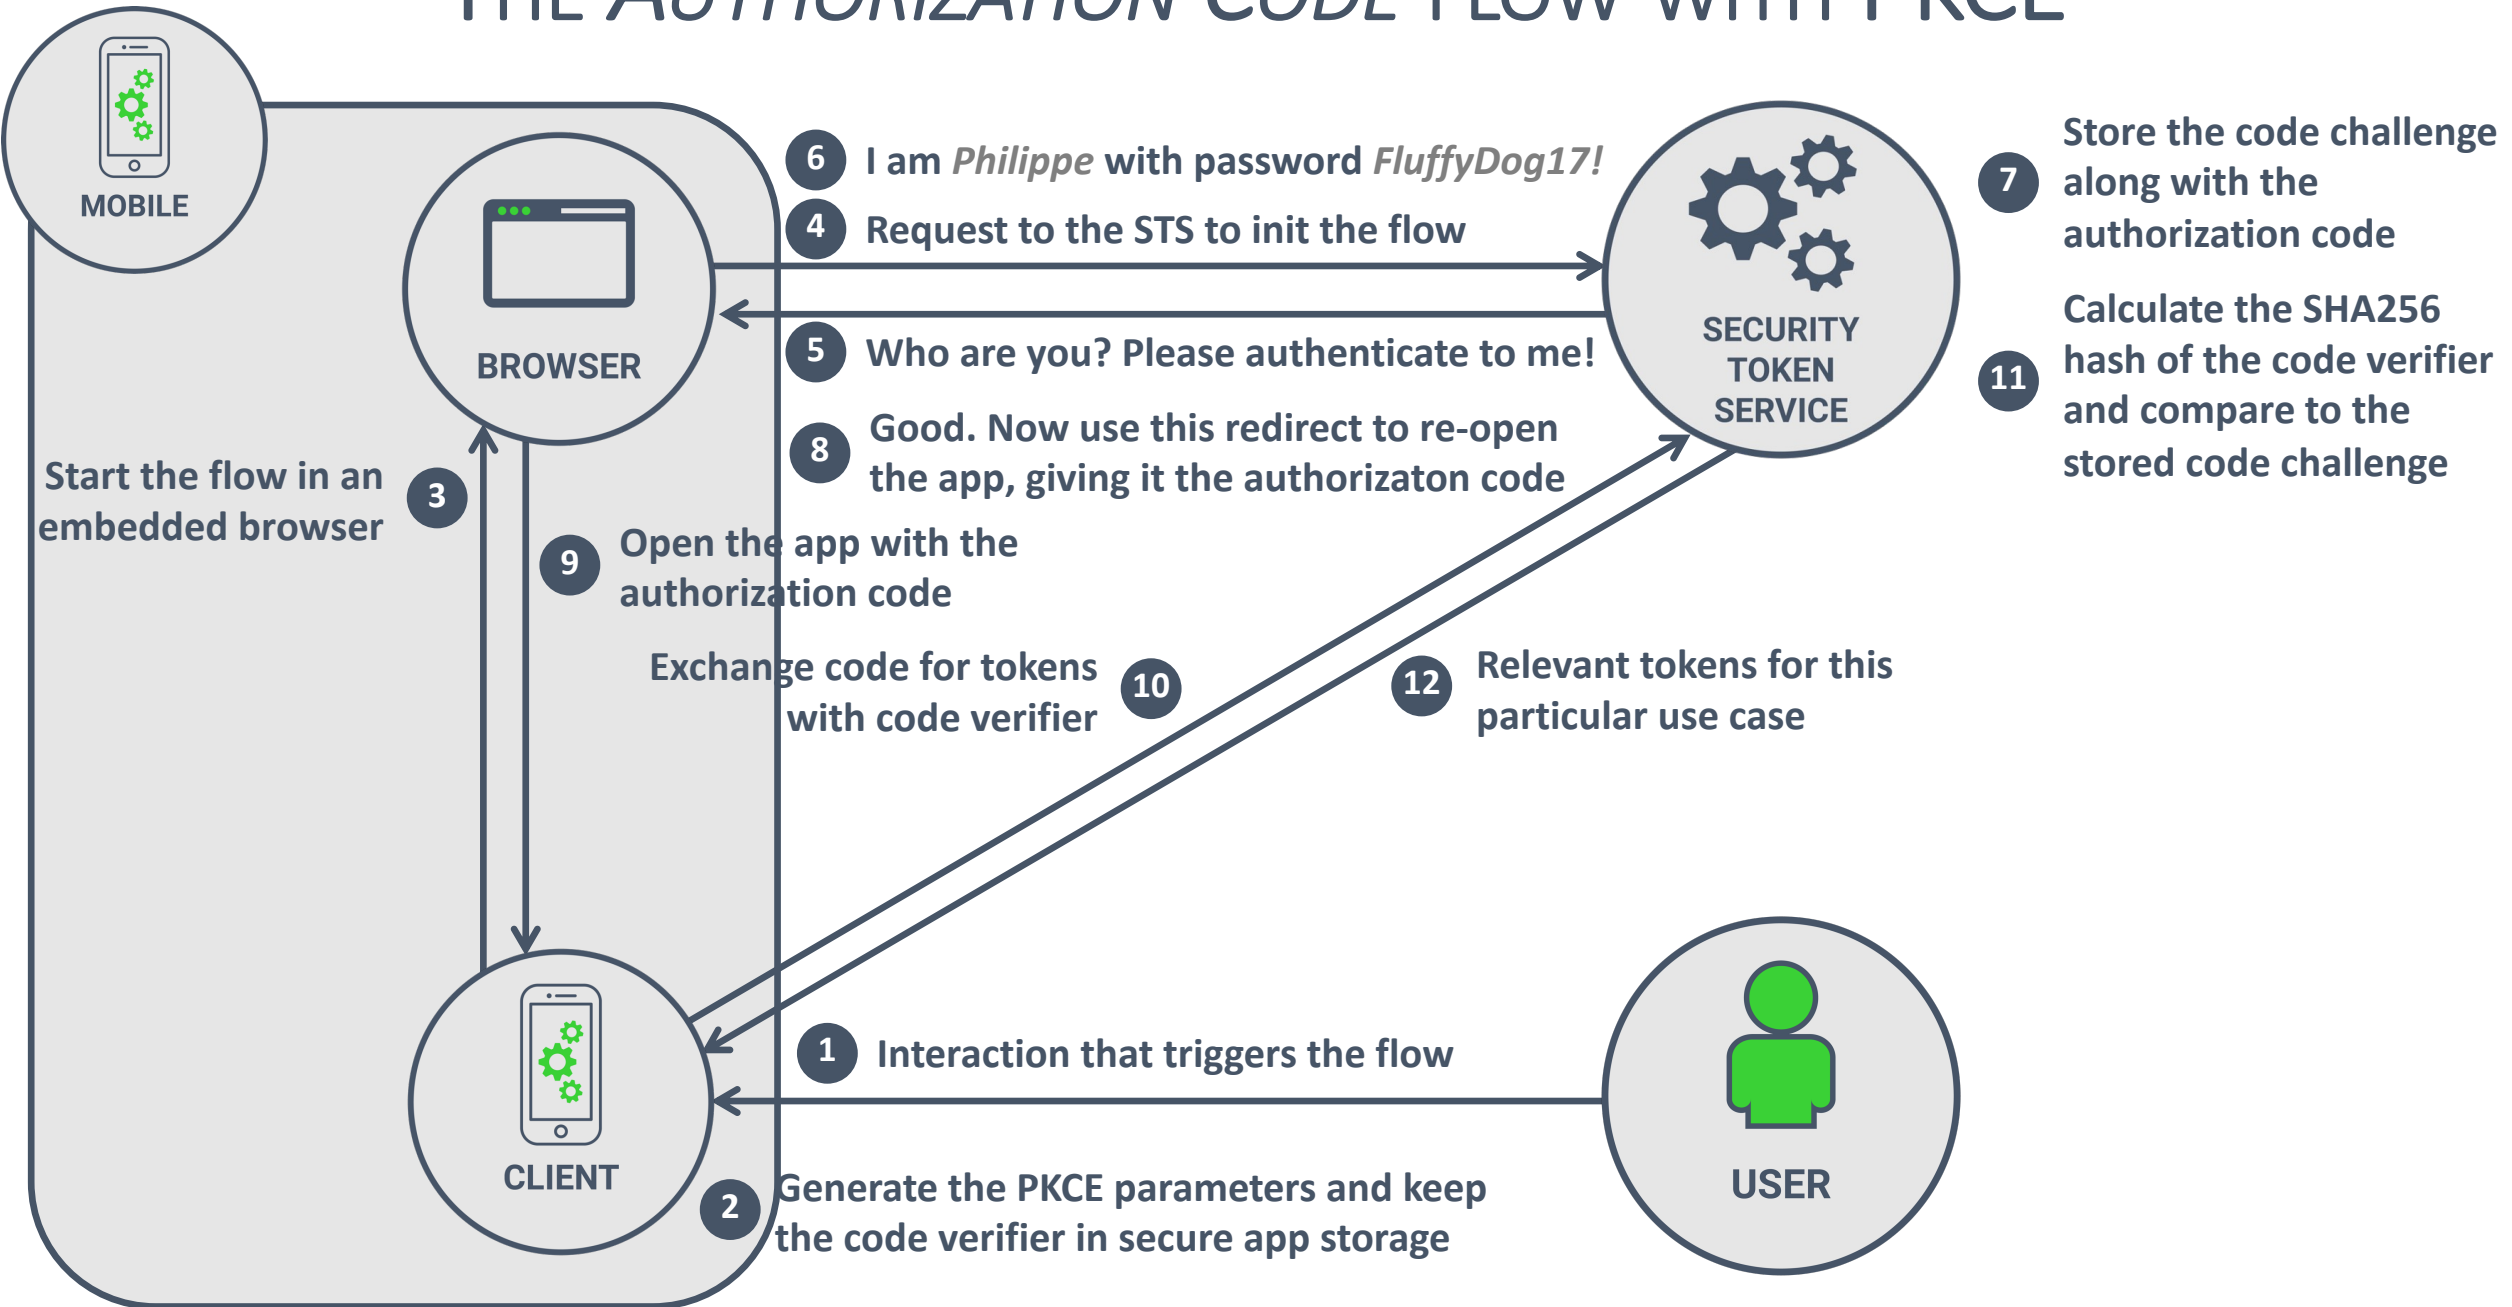 THE AUTHORIZATION CODE FLOW WITH PKCE
MOBILE
BROWSER
6 I am Philippe with password FluffyDog17!
4 Request to the STS to init the flow
5 Who are you? Please authenticate to me!
8 Good. Now use this redirect to re-open
the app, giving it the authorizaton code
SECURITY
TOKEN
SERVICE
7 Store the code challenge
along with the
authorization code
11 Calculate the SHA256
hash of the code verifier
and compare to the
stored code challenge
Start the flow in an
embedded browser
3
9 Open the app with the
authorization code
Exchange code for tokens
with code verifier
10
12 Relevant tokens for this
particular use case
1 Interaction that triggers the flow
CLIENT
2 Generate the PKCE parameters and keep
the code verifier in secure app storage
USER